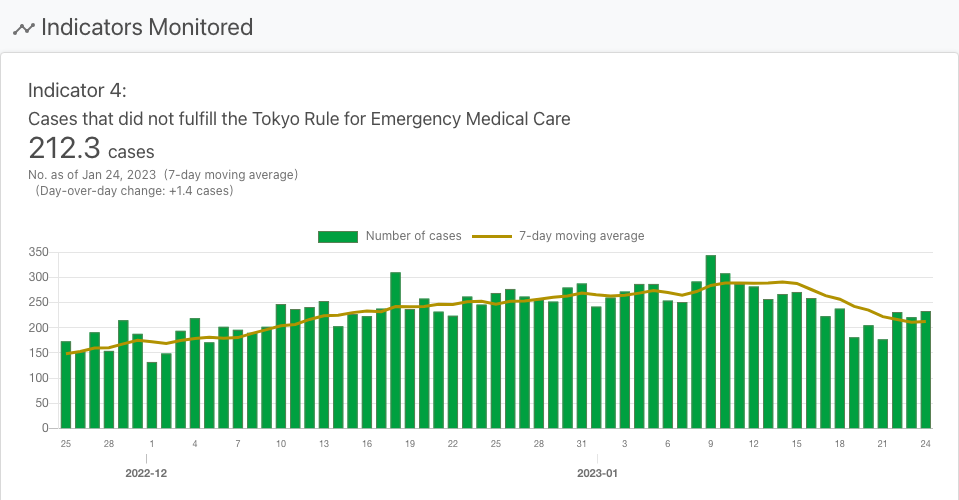 Indicators Monitored
Indicator 4:
Cases that did not fulfill the Tokyo Rule for Emergency Medical Care
212.3 cases
No. as of Jan 24, 2023 (7-day moving average)
(Day-over-day change: +1.4 cases)
Number of cases 7-day moving average
350
300
250
200
150
100
50
0
25 28 1 4 7 10 13 16 19 22 25 28 31 3 6 9 12 15 18 21 24
2022-12 2023-01